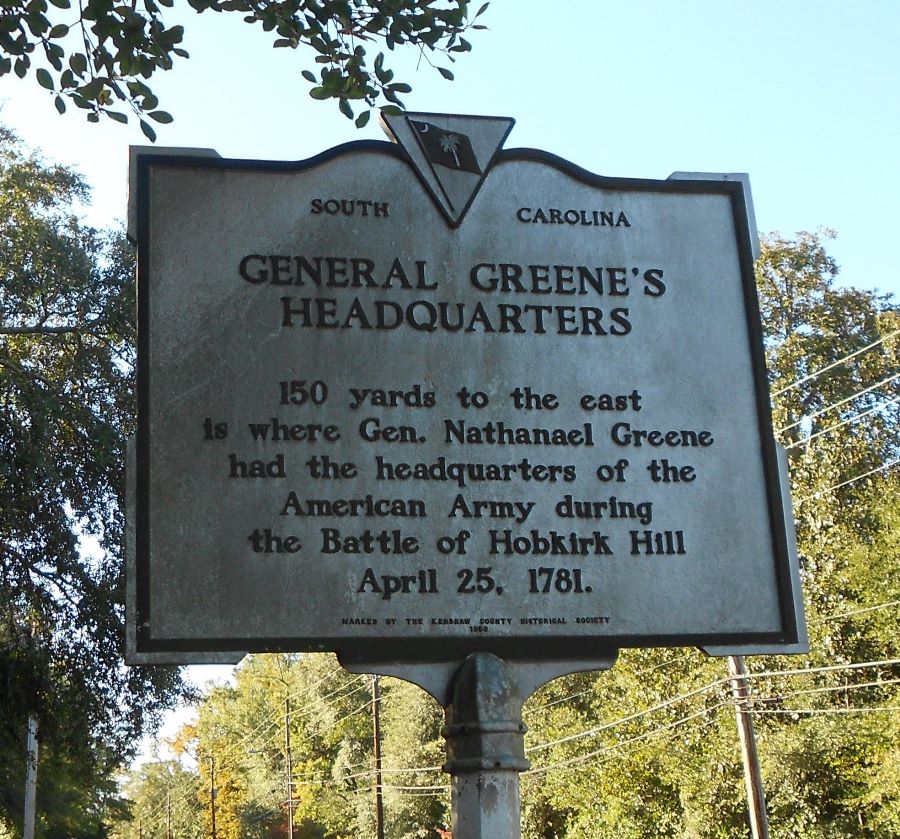 SOUTH CAROLINA
GENERAL GREENE'S
HEADQUARTERS
150 yards to the east
is where Gen. Nathanael Greene
had the headquarters of the
American Army during
the Battle of Hobkirk Hill
April 25, 1781.
MARKED BY THE KERSHAW COUNTY HISTORICAL SOCIETY